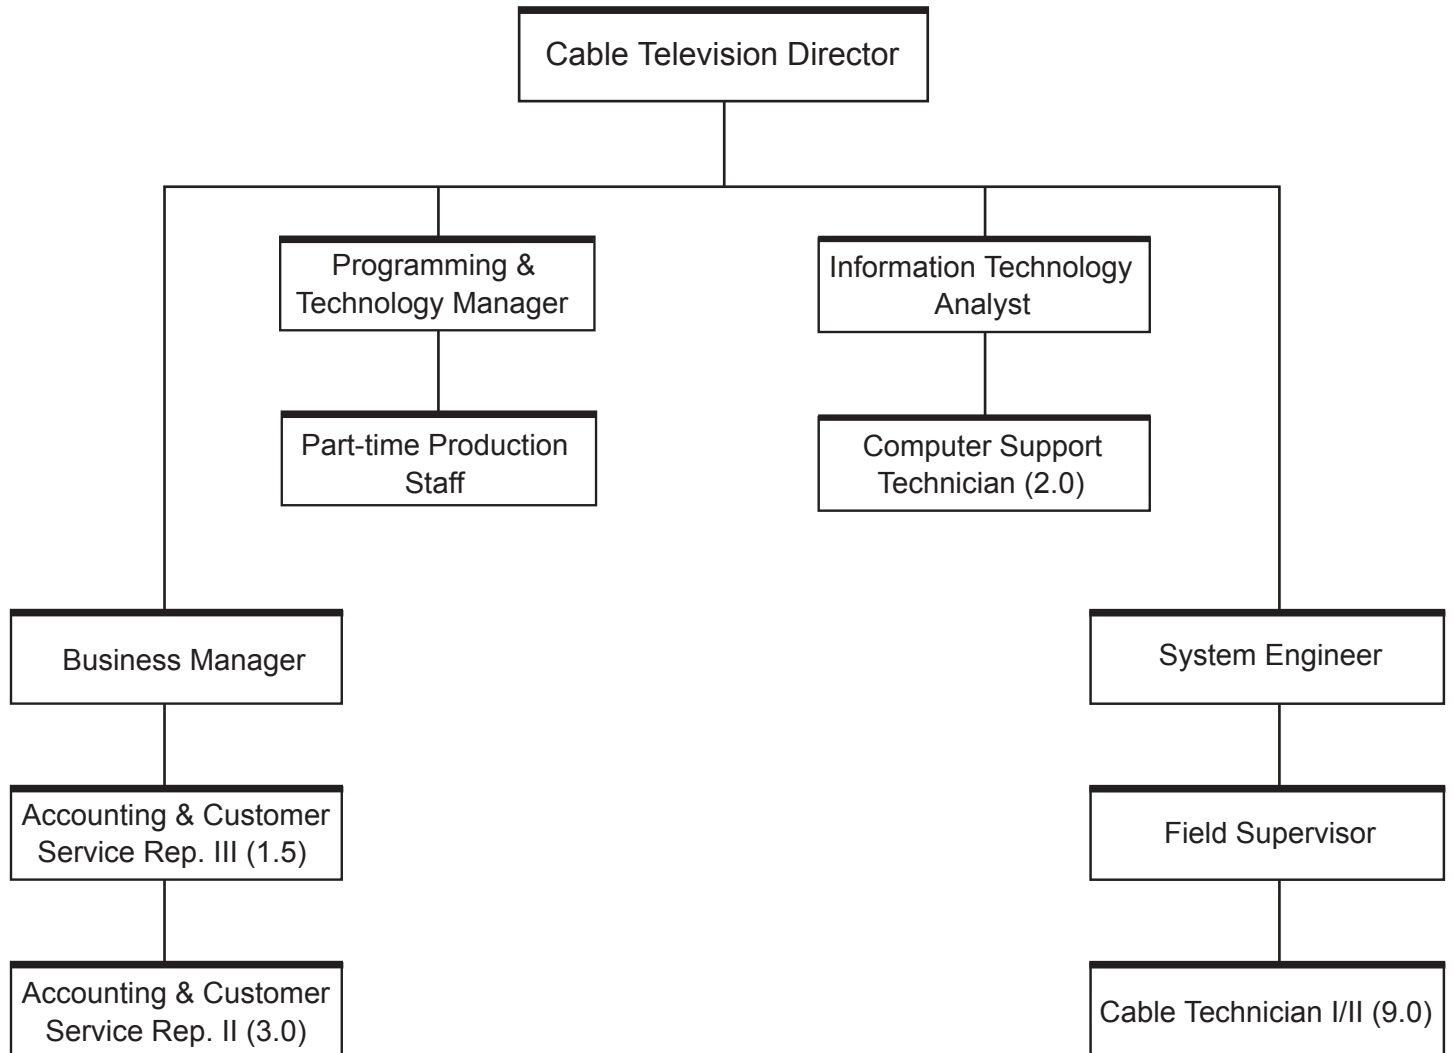 Cable Television Director
Programming &
Technology Manager
Information Technology
Analyst
Part-time Production
Staff
Computer Support
Technician (2.0)
Business Manager
System Engineer
Accounting & Customer
Service Rep. III (1.5)
Field Supervisor
Accounting & Customer
Service Rep. II (3.0)
Cable Technician I/II (9.0)